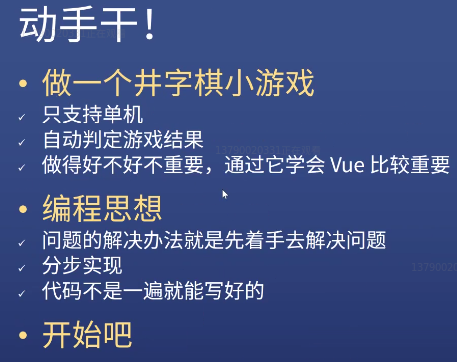 动手干！
• 做一个井字棋小游戏
✓ 只支持单机
✓ 自动判定游戏结果
✓ 做得好不好不重要，通过它学会 Vue 比较重要
• 编程思想
✓ 问题的解决办法就是先着手去解决问题
✓ 分步实现
✓ 代码不是一遍就能写好的
• 开始吧